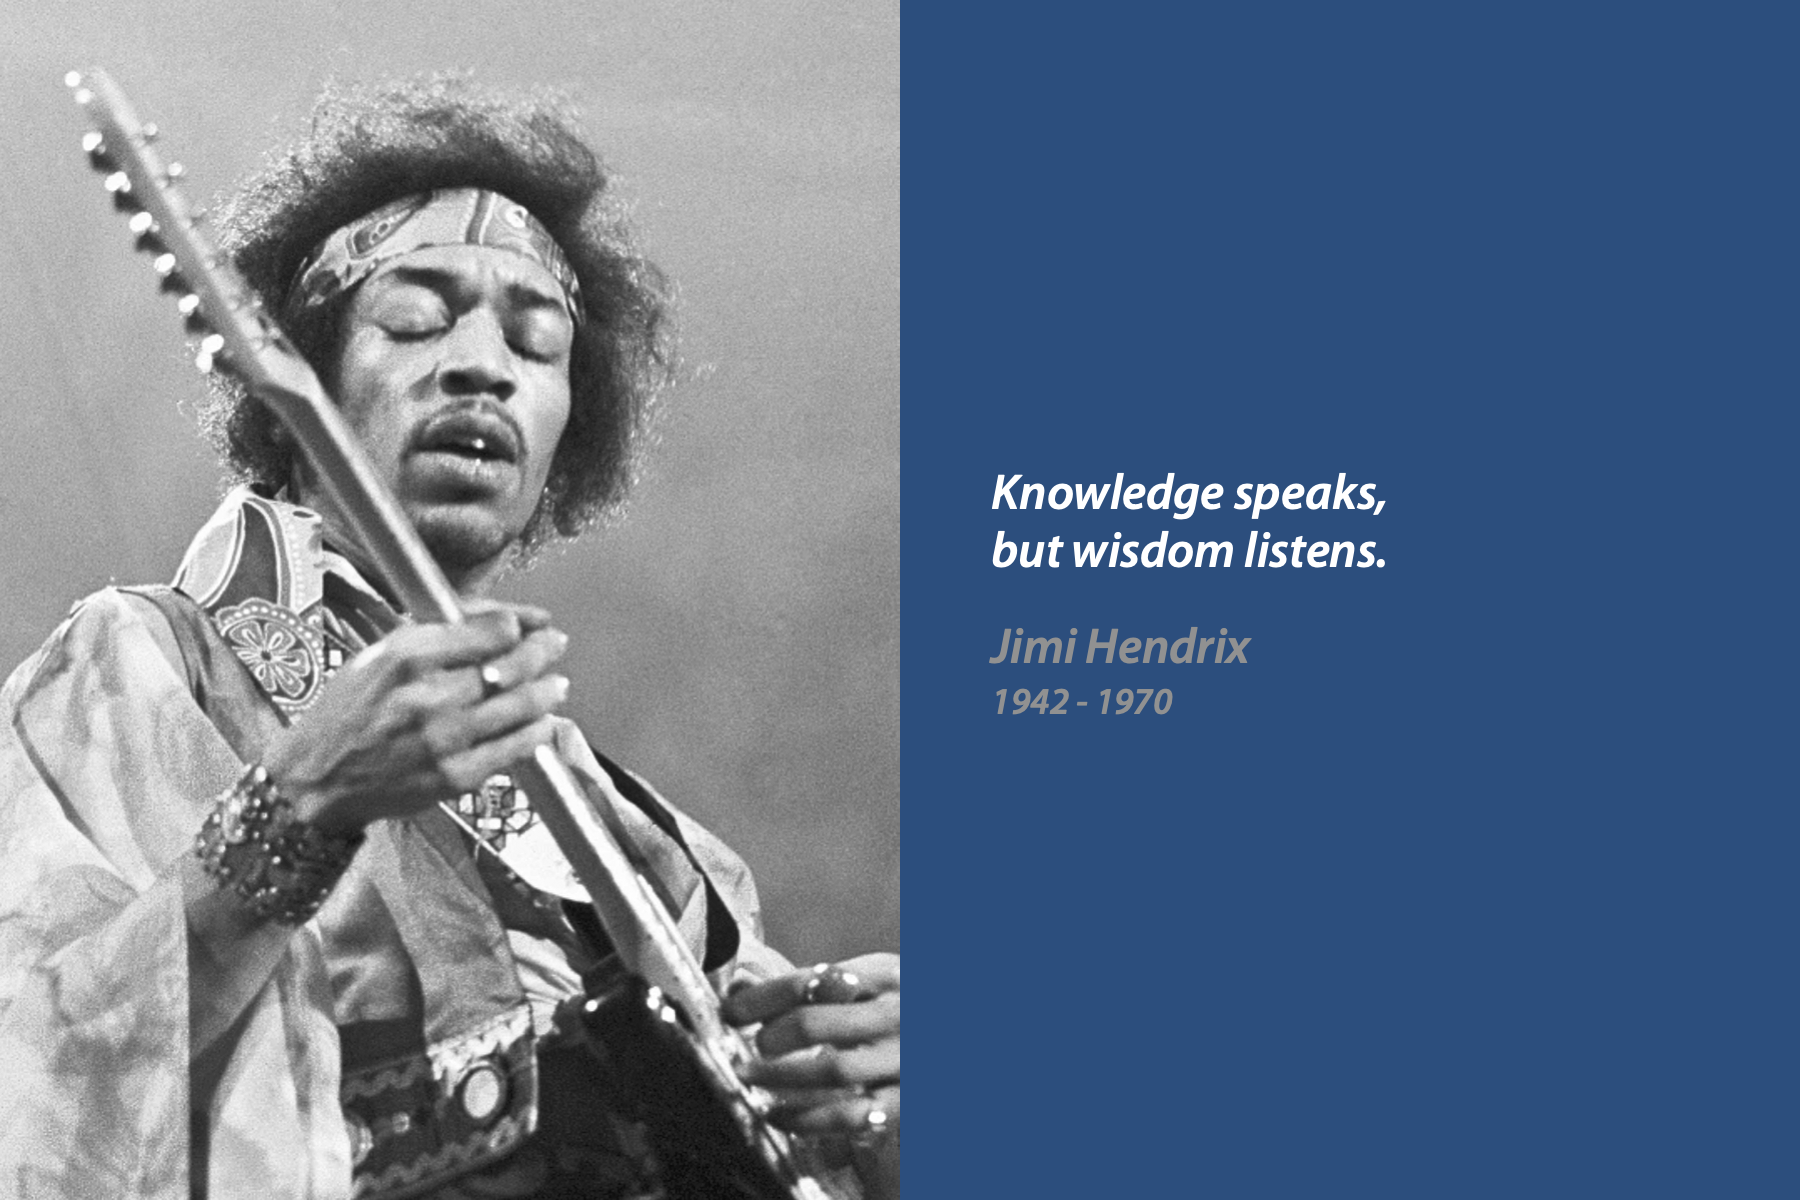 Knowledge speaks,
but wisdom listens.
Jimi Hendrix
1942 - 1970